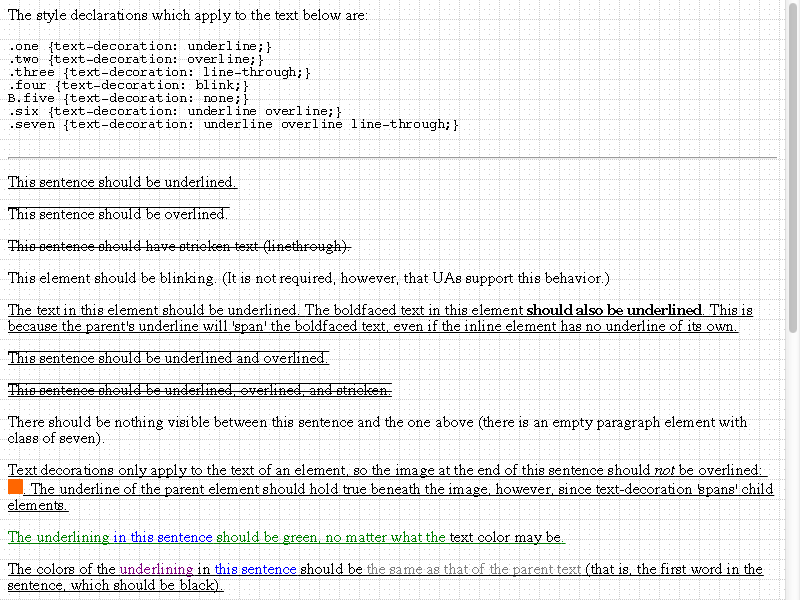 The style declarations which apply to the text below are:
.one {text-decoration: underline;}
.two {text-decoration: overline;}
.three {text-decoration: line-through;}
.four {text-decoration: blink;}
B.five {text-decoration: none;}
.six {text-decoration: underline overline;}
.seven {text-decoration: underline overline line-through;}
This sentence should be underlined.
This sentence should be overlined.
This sentence should have stricken text (linethrough).
This element should be blinking. (It is not required, however, that UAs support this behavior.)
The text in this element should be underlined. The boldfaced text in this element should also be underlined. This is
because the parent's underline will 'span' the boldfaced text, even if the inline element has no underline of its own.
This sentence should be underlined and overlined.
This sentence should be underlined, overlined, and stricken.
There should be nothing visible between this sentence and the one above (there is an empty paragraph element with
class of seven).
Text decorations only apply to the text of an element, so the image at the end of this sentence should not be overlined:
. The underline of the parent element should hold true beneath the image, however, since text-decoration 'spans' child
elements.
The underlining in this sentence should be green, no matter what the text color may be.
The colors of the underlining in this sentence should be the same as that of the parent text (that is, the first word in the
sentence, which should be black).